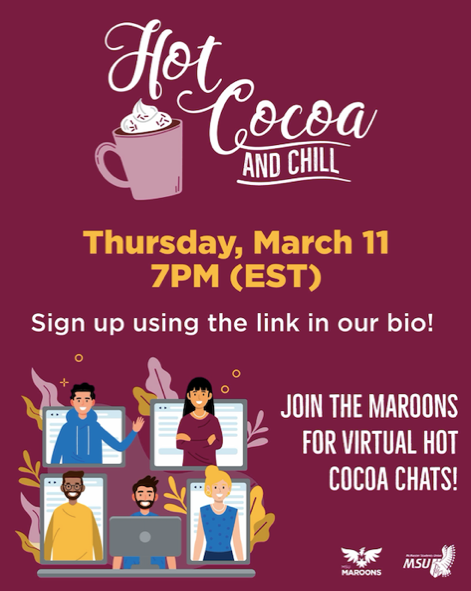 Hot
Cocoa
AND CHILL
Thursday, March 11
7PM (EST)
Sign up using the link in our bio!
JOIN THE MAROONS
FOR VIRTUAL HOT
COCOA CHATS!
MAROONS
MSU